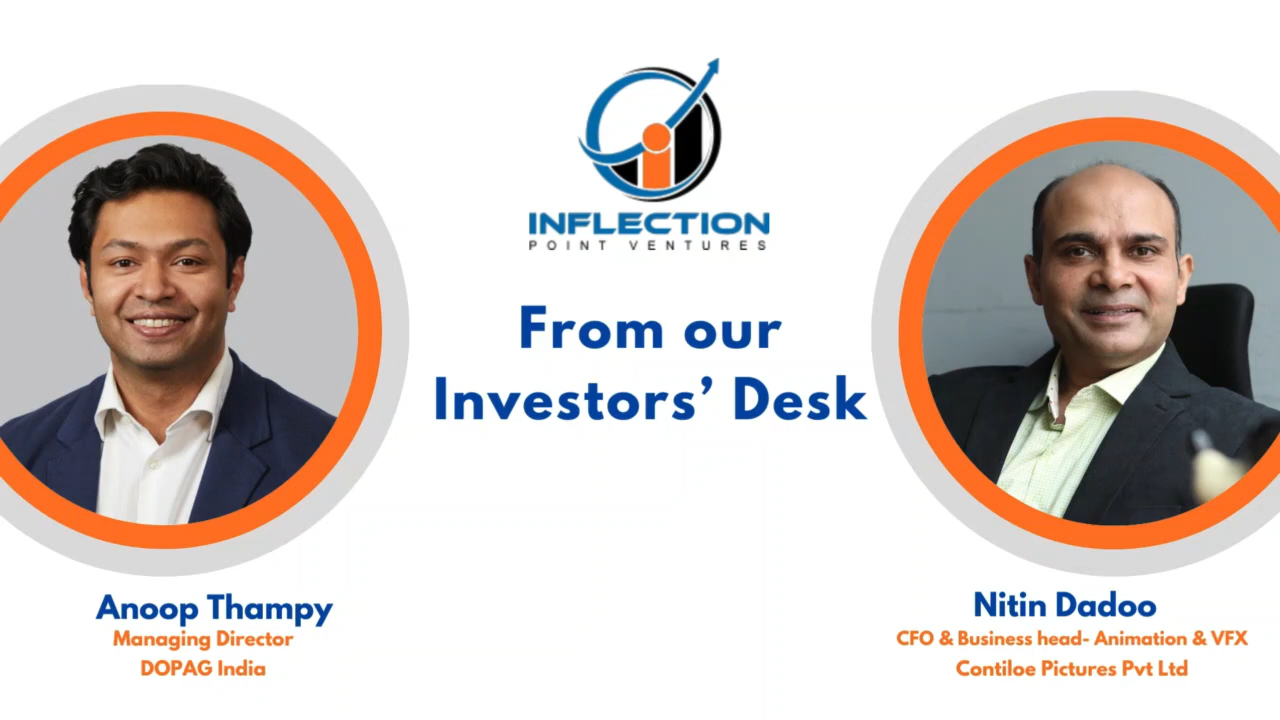 INFLECTION
POINT VENTURES
From our
Investors’ Desk
Anoop Thampy
Managing Director
DOPAG India
Nitin Dadoo
CFO & Business head- Animation & VFX
Contiloe Pictures Pvt Ltd